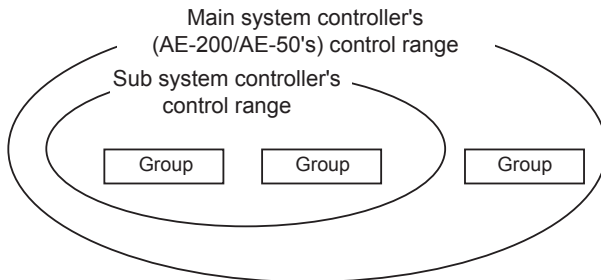 Main system controller's
(AE-200/AE-50's) control range
Sub system controller's
control range
Group Group Group